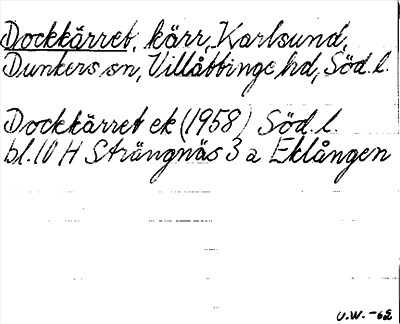 Dockkärret, kärr, Karlsund,
Dunkers sn, Villåttinge hd, Söd.l.
Dockkärret ek (1958) Söd.l.
bl. 10 H Strängnäs 3 a Eklången
U.W. -62